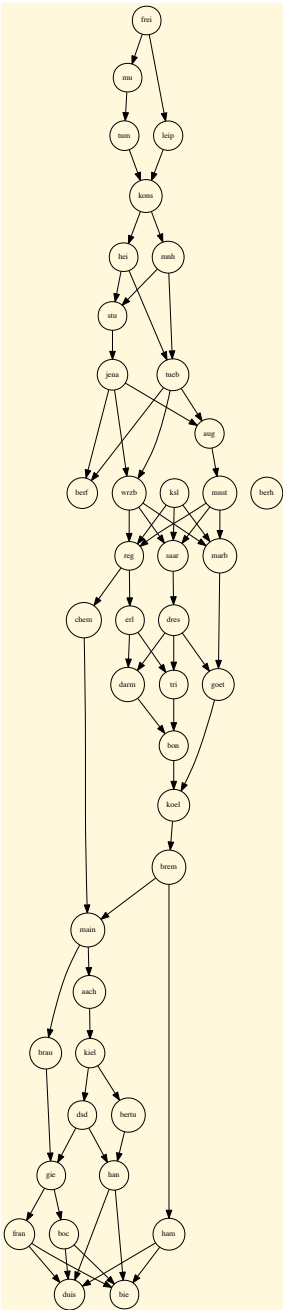 frei
mu
tum leip
kons
hei mnh
stu
jena tueb
aug
berf wrzb ksl mnst berh
reg saar marb
chem erl dres
darm tri goet
bon
koel
brem
main
aach
brau kiel
dsd bertu
gie han
fran boc ham
duis bie